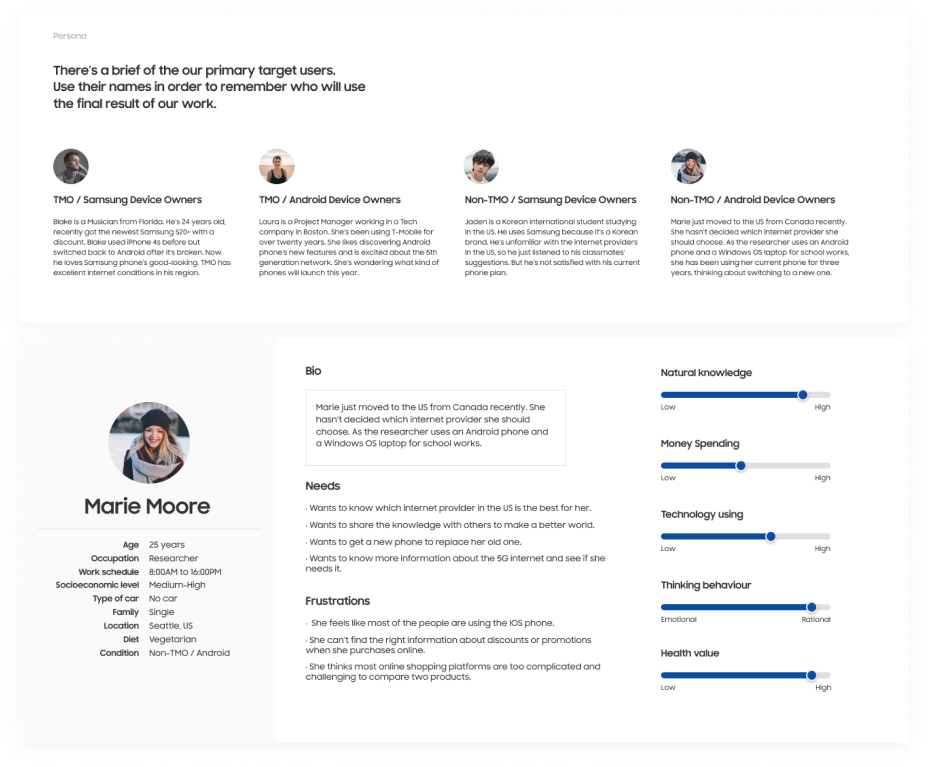 Persona
There's a brief of the our primary target users.
Use their names in order to remember who will use
the final result of our work.
TMO / Samsung Device Owners
Blake is a Musician from Florida. He's 24 years old,
recently got the newest Samsung S20+ with a
discount. Blake used iPhone 4s before but
switched back to Android after it's broken. Now
he loves Samsung phone's good-looking. TMO has
excellent internet conditions in his region.
TMO / Android Device Owners
Laura is a Project Manager working in a Tech
company in Boston. She's been using T-Mobile for
over twenty years. She likes discovering Android
phone's new features and is excited about the 5th
generation network. She's wondering what kind of
phones will launch this year.
Non-TMO / Samsung Device Owners
Jaden is a Korean international student studying
in the US. He uses Samsung because it's a Korean
brand. He's unfamiliar with the internet providers
in the US, so he just listened to his classmates'
suggestions. But he's not satisfied with his current
phone plan.
Non-TMO / Android Device Owners
Marie just moved to the US from Canada recently.
She hasn't decided which internet provider she
should choose. As the researcher uses an Android
phone and a Windows OS laptop for school works,
she has been using her current phone for three
years, thinking about switching to a new one.
Marie Moore
Age 25 years
Occupation Researcher
Work schedule 8:00AM to 16:00PM
Socioeconomic level Medium-High
Type of car No car
Family Single
Location Seattle, US
Diet Vegetarian
Condition Non-TMO / Android
Bio
Marie just moved to the US from Canada recently. She
hasn't decided which internet provider she should
choose. As the researcher uses an Android phone and
a Windows OS laptop for school works.
Needs
· Wants to know which internet provider in the US is the best for her.
· Wants to share the knowledge with others to make a better world.
· Wants to get a new phone to replace her old one.
· Wants to know more information about the 5G internet and see if she
needs it.
Frustrations
· She feels like most of the people are using the IOS phone.
· She can't find the right information about discounts or promotions
when she purchases online.
· She thinks most online shopping platforms are too complicated and
challenging to compare two products.
Natural knowledge
Low High
Money Spending
Low High
Technology using
Low High
Thinking behaviour
Emotional Rational
Health value
Low High